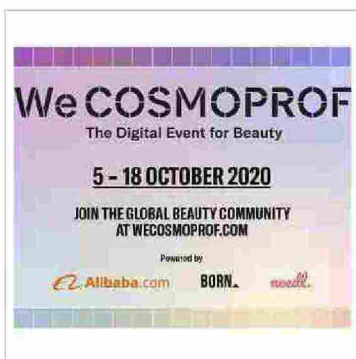 We COSMOPROF
The Digital Event for Beauty
5 - 18 OCTOBER 2020
JOIN THE GLOBAL BEAUTY COMMUNITY
AT WECOSMOPROF.COM
Powered by
Alibaba.com BORN. needl.